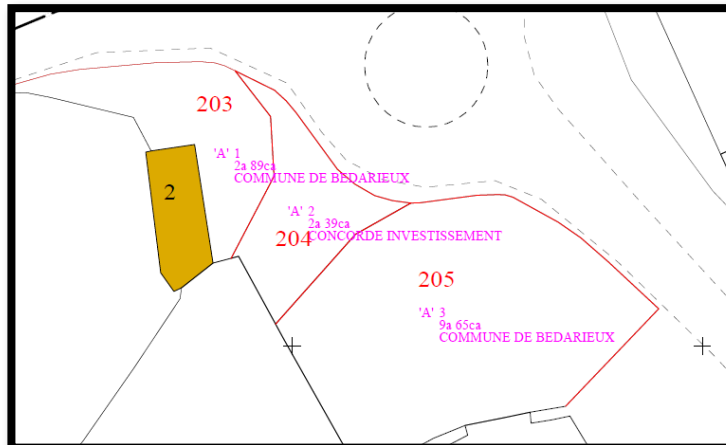 203
'A' 1
2a 89ca
COMMUNE DE BEDARIEUX
2
'A' 2
2a 39ca
204
CONCORDE INVESTISSEMENT
205
'A' 3
9a 65ca
COMMUNE DE BEDARIEUX